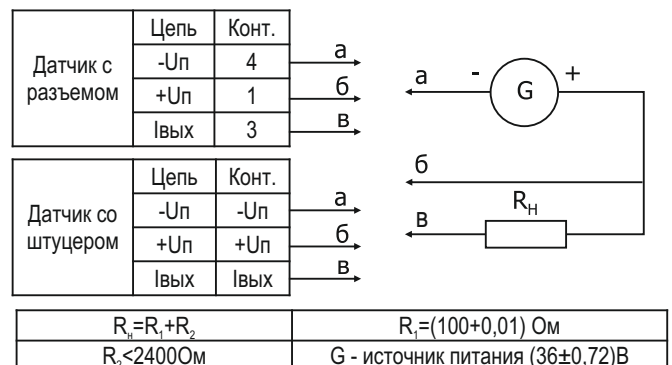 Датчик с разъемом
Цепь Конт.
-Uп 4
+Uп 1
Iвых 3
а
б
в
Датчик со штуцером
Цепь Конт.
-Uп -Uп
+Uп +Uп
Iвых Iвых
а
б
в
а - G +
б
в Rн
Rн=R1+R2 R1=(100+0,01) Ом
R2<2400Ом G - источник питания (36±0,72)В